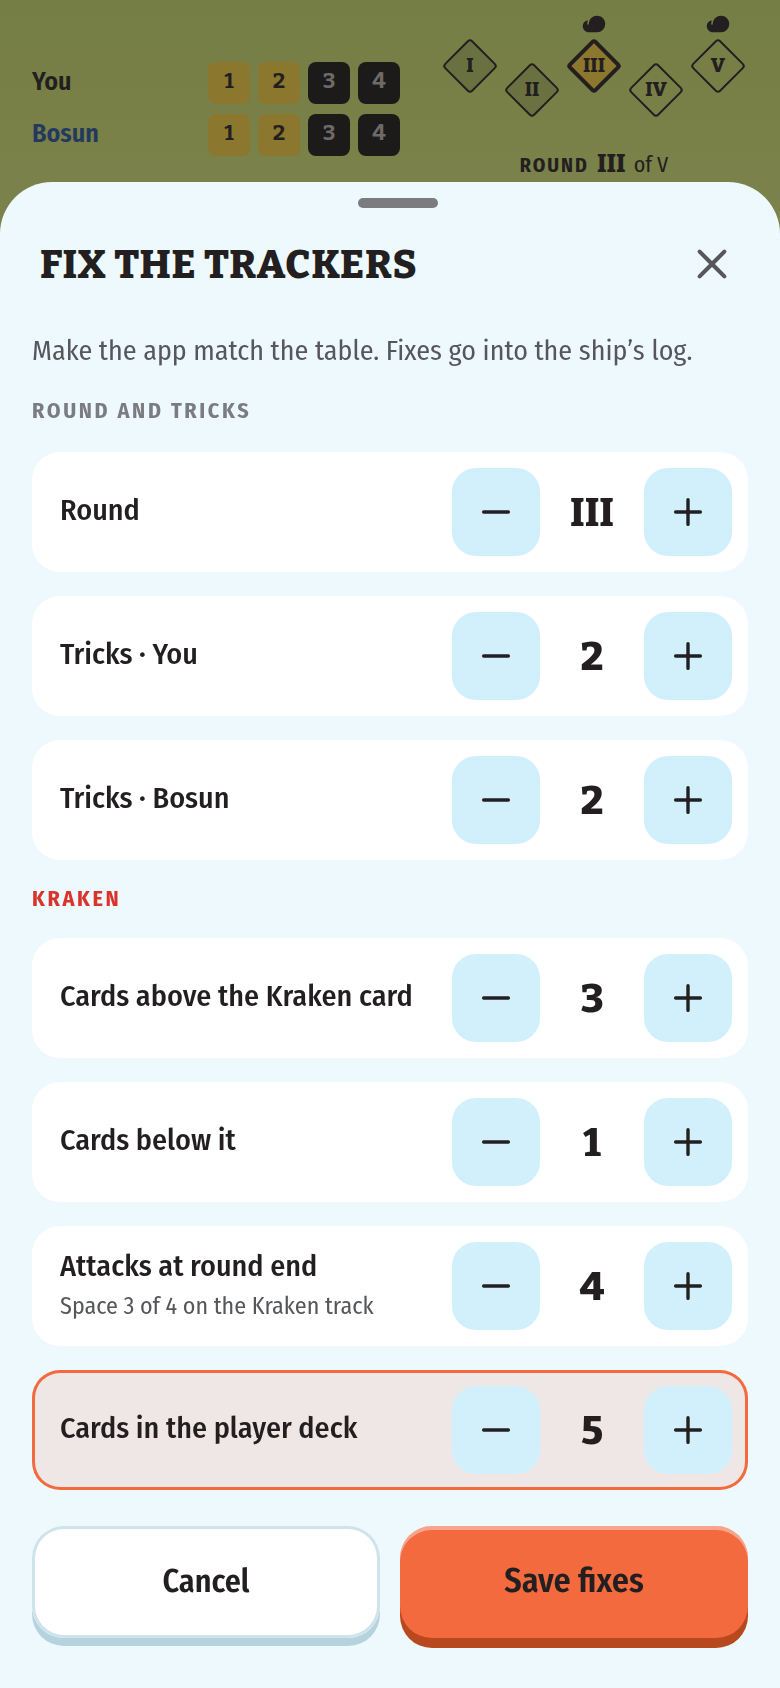 You 1 2 3 4
Bosun 1 2 3 4
I II III IV V
ROUND III of V
FIX THE TRACKERS
Make the app match the table. Fixes go into the ship’s log.
ROUND AND TRICKS
Round − III +
Tricks · You − 2 +
Tricks · Bosun − 2 +
KRAKEN
Cards above the Kraken card − 3 +
Cards below it − 1 +
Attacks at round end − 4 +
Space 3 of 4 on the Kraken track
Cards in the player deck − 5 +
Cancel Save fixes